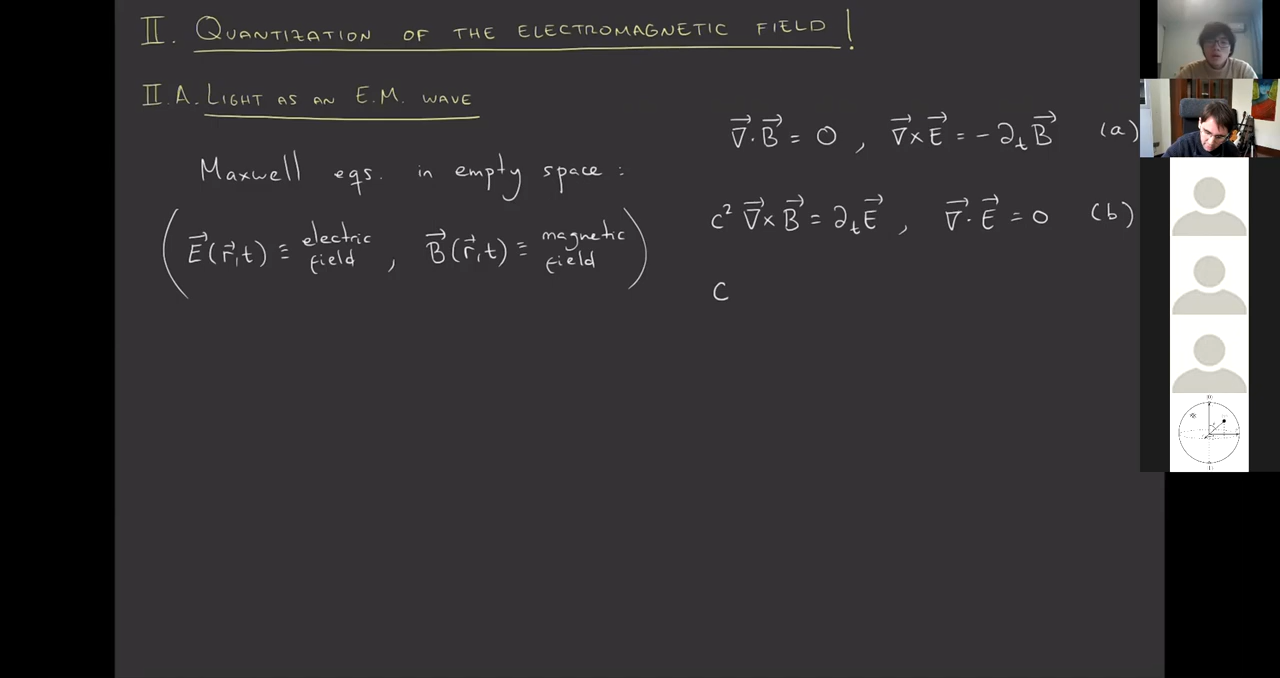 II. QUANTIZATION OF THE ELECTROMAGNETIC FIELD!
II.A. LIGHT AS AN E.M. WAVE
Maxwell eqs. in empty space :
(E⃗(r⃗,t) ≡ electric field , B⃗(r⃗,t) ≡ magnetic field)
∇⃗·B⃗ = 0 , ∇⃗×E⃗ = -∂ₜB⃗ (a)
c² ∇⃗×B⃗ = ∂ₜE⃗ , ∇⃗·E⃗ = 0 (b)
C